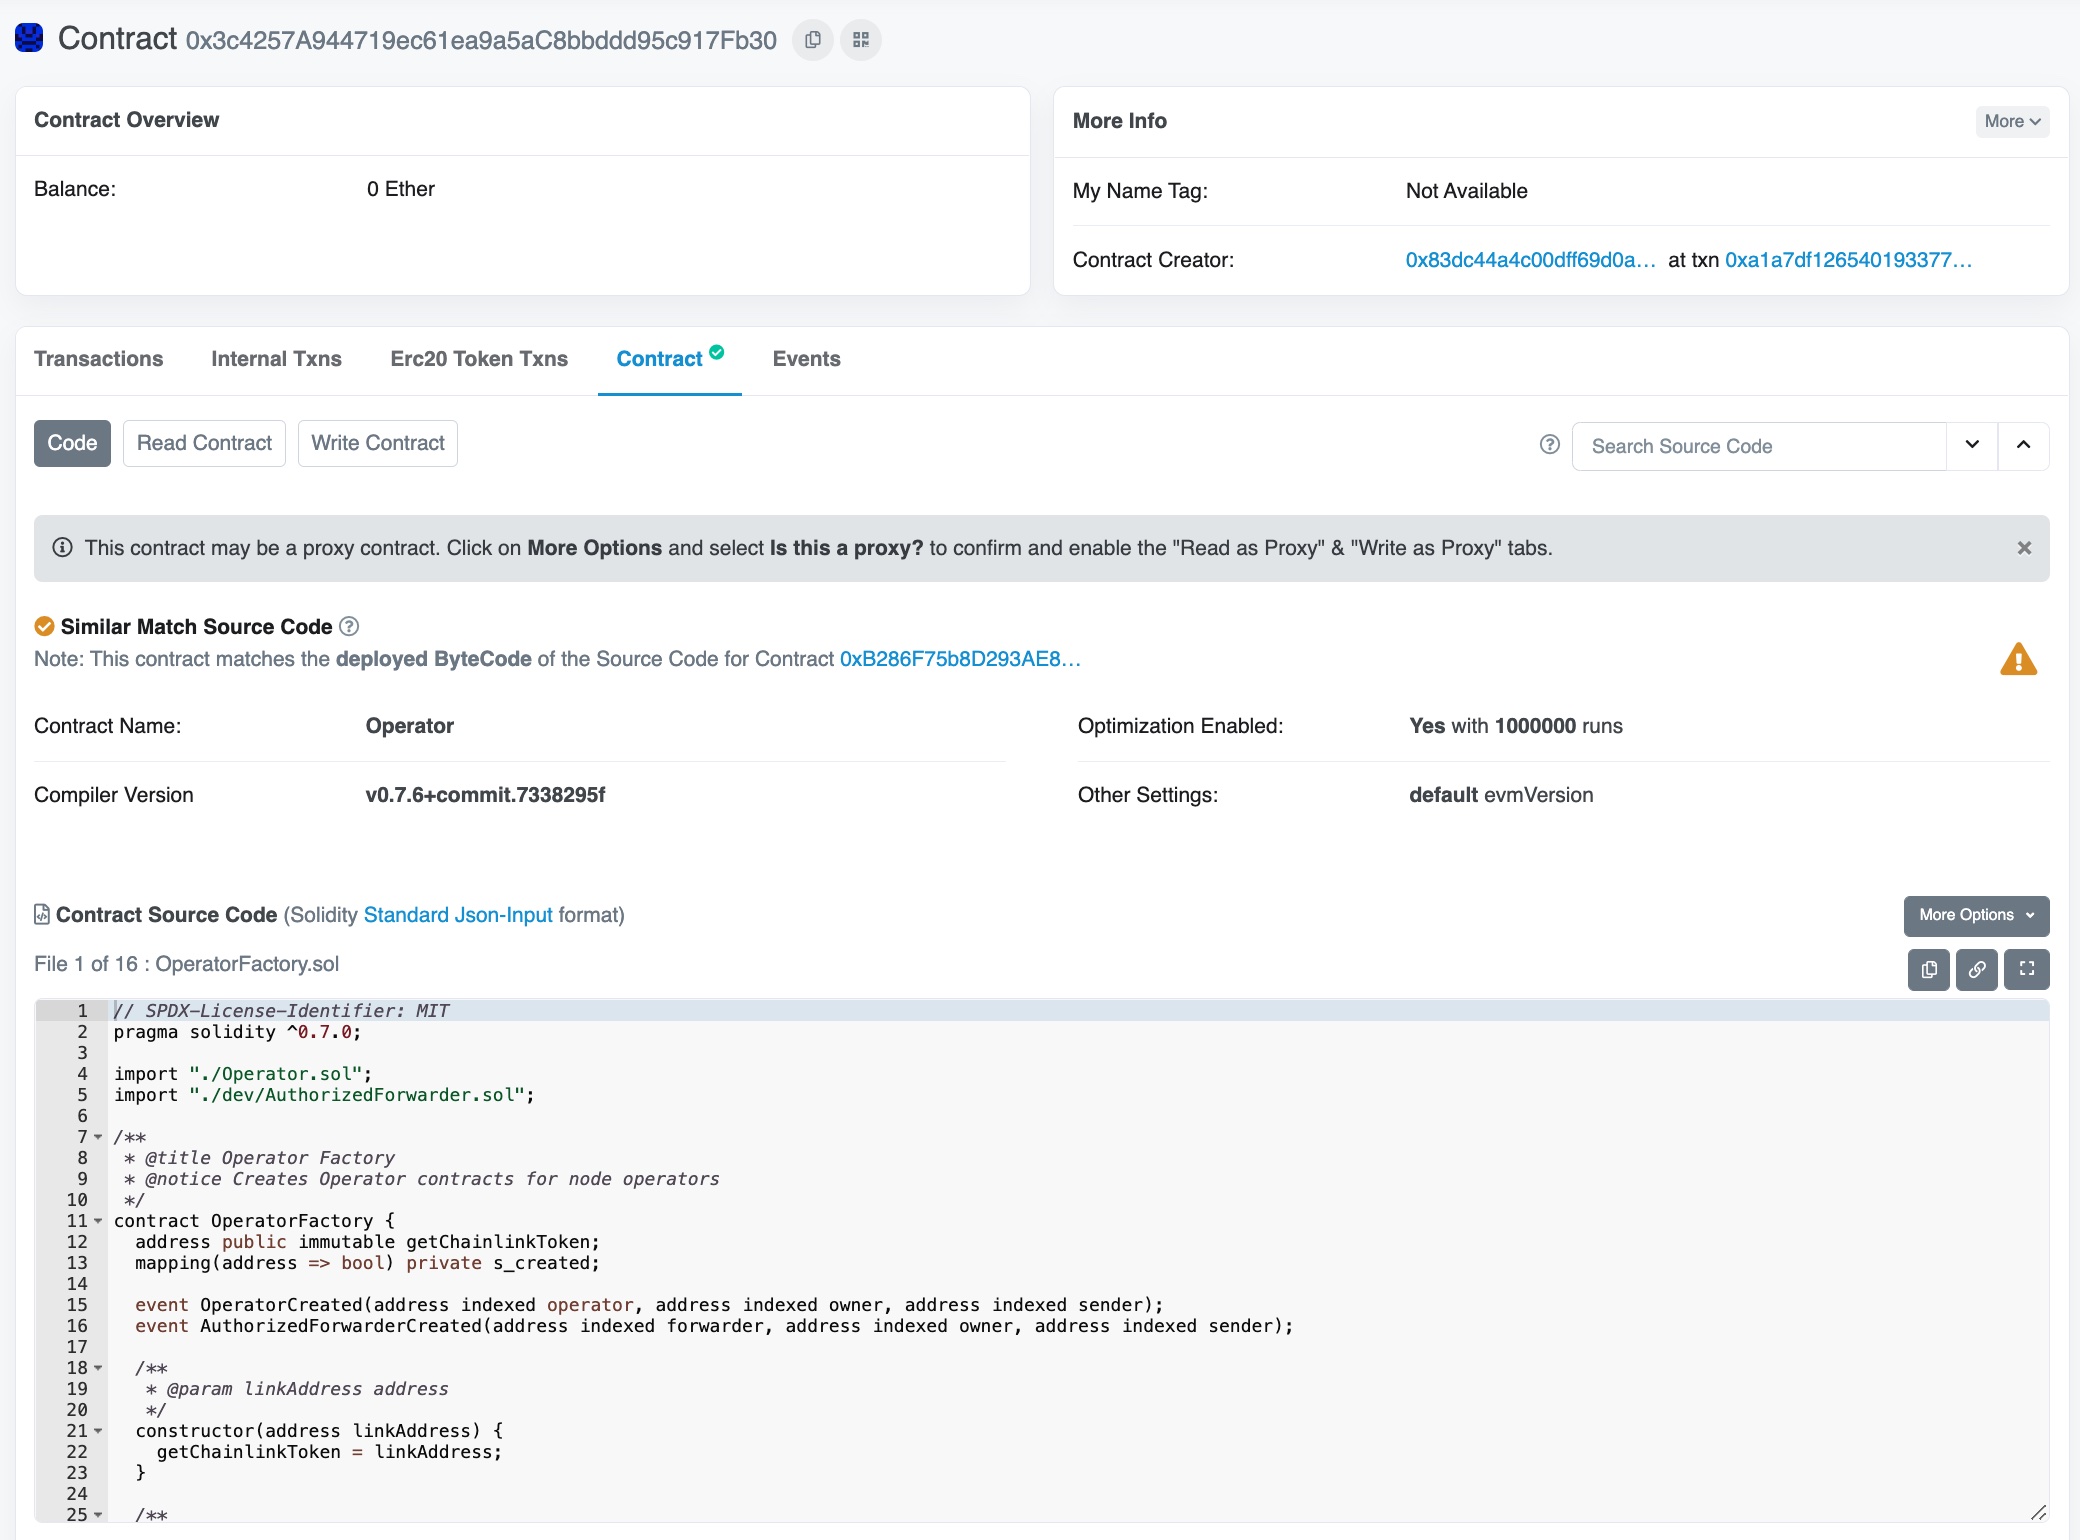 Contract 0x3c4257A944719ec61ea9a5aC8bbddd95c917Fb30
Contract Overview
Balance: 0 Ether
More Info More
My Name Tag: Not Available
Contract Creator: 0x83dc44a4c00dff69d0a... at txn 0xa1a7df126540193377...
Transactions Internal Txns Erc20 Token Txns Contract Events
Code Read Contract Write Contract Search Source Code
This contract may be a proxy contract. Click on More Options and select Is this a proxy? to confirm and enable the "Read as Proxy" & "Write as Proxy" tabs.
Similar Match Source Code
Note: This contract matches the deployed ByteCode of the Source Code for Contract 0xB286F75b8D293AE8...
Contract Name: Operator
Optimization Enabled: Yes with 1000000 runs
Compiler Version v0.7.6+commit.7338295f
Other Settings: default evmVersion
Contract Source Code (Solidity Standard Json-Input format) More Options
File 1 of 16 : OperatorFactory.sol
1 // SPDX-License-Identifier: MIT
2 pragma solidity ^0.7.0;
3
4 import "./Operator.sol";
5 import "./dev/AuthorizedForwarder.sol";
6
7 /**
8  * @title Operator Factory
9  * @notice Creates Operator contracts for node operators
10  */
11 contract OperatorFactory {
12   address public immutable getChainlinkToken;
13   mapping(address => bool) private s_created;
14
15   event OperatorCreated(address indexed operator, address indexed owner, address indexed sender);
16   event AuthorizedForwarderCreated(address indexed forwarder, address indexed owner, address indexed sender);
17
18   /**
19    * @param linkAddress address
20    */
21   constructor(address linkAddress) {
22     getChainlinkToken = linkAddress;
23   }
24
25   /**